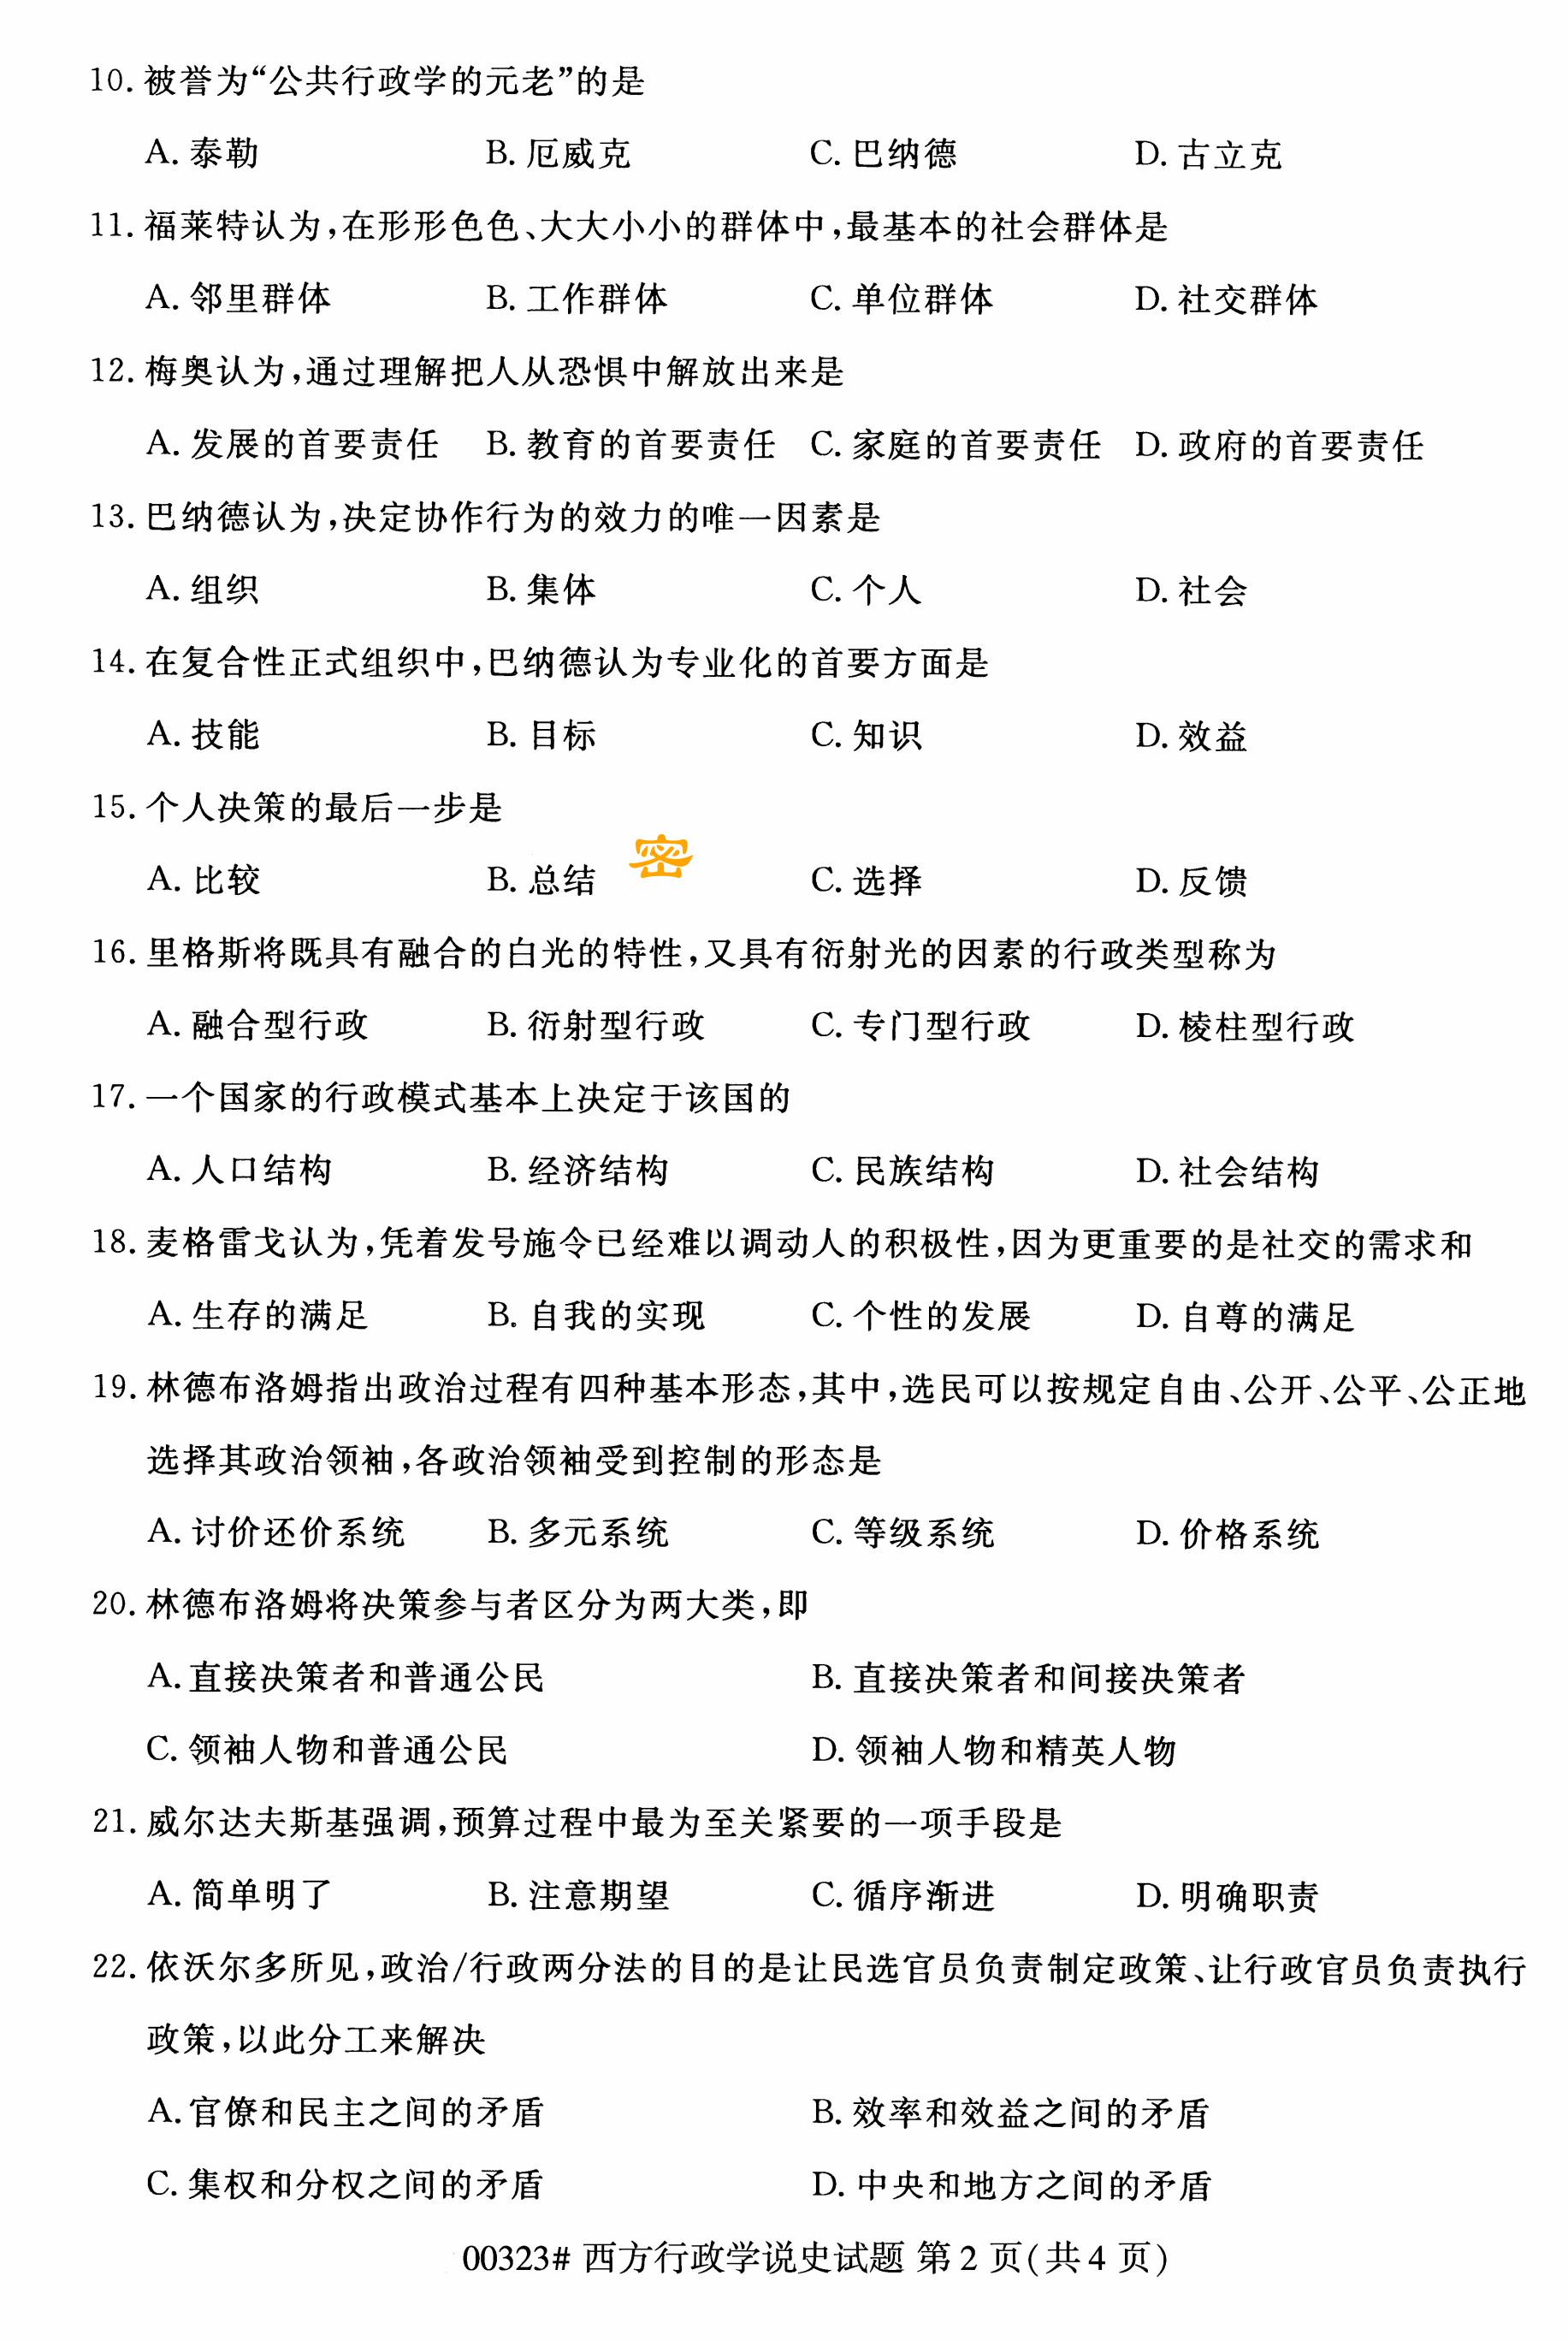 10. 被誉为“公共行政学的元老”的是
A. 泰勒 B. 厄威克 C. 巴纳德 D. 古立克
11. 福莱特认为,在形形色色、大大小小的群体中,最基本的社会群体是
A. 邻里群体 B. 工作群体 C. 单位群体 D. 社交群体
12. 梅奥认为,通过理解把人从恐惧中解放出来是
A. 发展的首要责任 B. 教育的首要责任 C. 家庭的首要责任 D. 政府的首要责任
13. 巴纳德认为,决定协作行为的效力的唯一因素是
A. 组织 B. 集体 C. 个人 D. 社会
14. 在复合性正式组织中,巴纳德认为专业化的首要方面是
A. 技能 B. 目标 C. 知识 D. 效益
15. 个人决策的最后一步是
密
A. 比较 B. 总结 C. 选择 D. 反馈
16. 里格斯将既具有融合的白光的特性,又具有衍射光的因素的行政类型称为
A. 融合型行政 B. 衍射型行政 C. 专门型行政 D. 棱柱型行政
17. 一个国家的行政模式基本上决定于该国的
A. 人口结构 B. 经济结构 C. 民族结构 D. 社会结构
18. 麦格雷戈认为,凭着发号施令已经难以调动人的积极性,因为更重要的是社交的需求和
A. 生存的满足 B. 自我的实现 C. 个性的发展 D. 自尊的满足
19. 林德布洛姆指出政治过程有四种基本形态,其中,选民可以按规定自由、公开、公平、公正地
选择其政治领袖,各政治领袖受到控制的形态是
A. 讨价还价系统 B. 多元系统 C. 等级系统 D. 价格系统
20. 林德布洛姆将决策参与者区分为两大类,即
A. 直接决策者和普通公民 B. 直接决策者和间接决策者
C. 领袖人物和普通公民 D. 领袖人物和精英人物
21. 威尔达夫斯基强调,预算过程中最为至关紧要的一项手段是
A. 简单明了 B. 注意期望 C. 循序渐进 D. 明确职责
22. 依沃尔多所见,政治/行政两分法的目的是让民选官员负责制定政策、让行政官员负责执行
政策,以此分工来解决
A. 官僚和民主之间的矛盾 B. 效率和效益之间的矛盾
C. 集权和分权之间的矛盾 D. 中央和地方之间的矛盾
00323# 西方行政学说史试题 第 2 页(共 4 页)